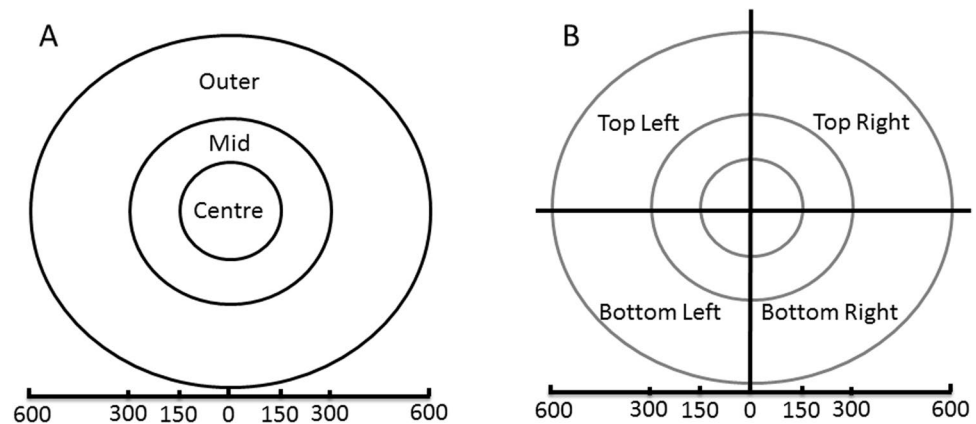 A
Outer
Mid
Centre
600 300 150 0 150 300 600
B
Top Left Top Right
Bottom Left Bottom Right
600 300 150 0 150 300 600